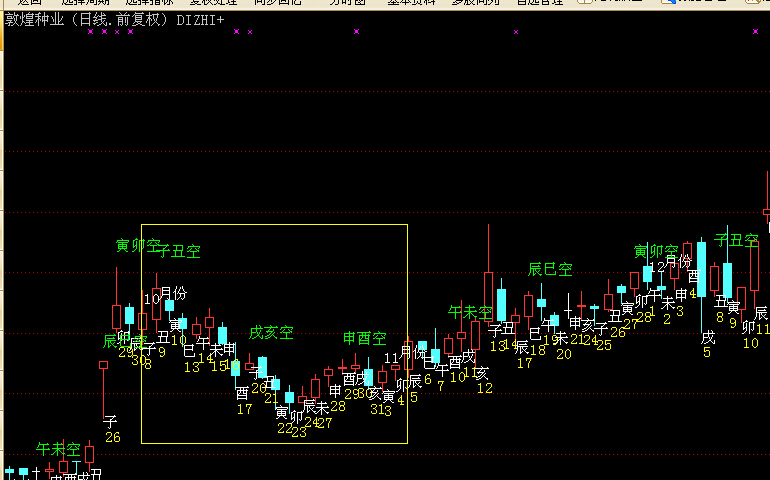 敦煌种业 (日线.前复权) DIZHI+
寅卯空
子丑空
寅卯空
子丑空
辰巳空
10月份
12月份
酉
4
午未空
戌亥空
申酉空
11月份
子
26
卯
29
辰
30
子
8
丑
9
寅
10
巳
13
午
14
未
15
申
酉
17
子
20
丑
21
寅
22
卯
23
辰
24
未
27
申
28
酉
29
戌
30
亥
31
寅
3
卯
4
辰
5
巳
6
午
7
酉
10
戌
11
亥
12
子
13
丑
14
辰
17
巳
18
午
19
未
20
申
21
亥
24
子
25
丑
26
寅
27
卯
28
午
1
未
2
申
3
戌
5
丑
8
寅
9
卯
10
辰
11
午未空